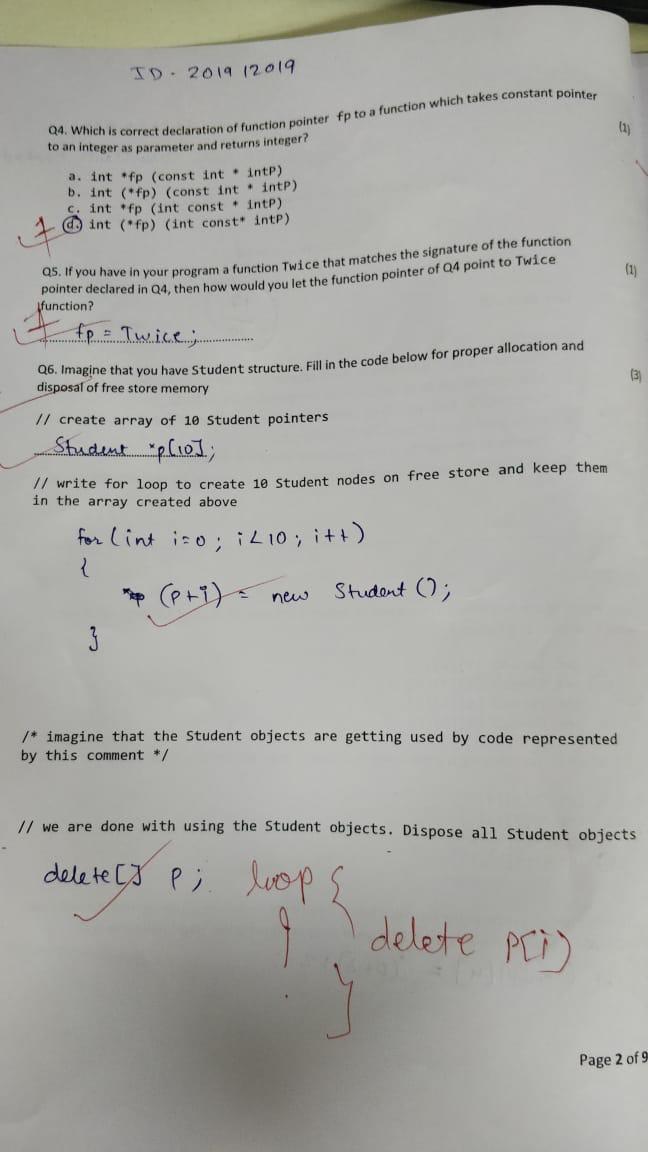 ID - 2019 12019
Q4. Which is correct declaration of function pointer fp to a function which takes constant pointer
to an integer as parameter and returns integer?
(1)
a. int *fp (const int * intP)
b. int (*fp) (const int * intP)
c. int *fp (int const * intP)
d. int (*fp) (int const* intP)
Q5. If you have in your program a function Twice that matches the signature of the function
pointer declared in Q4, then how would you let the function pointer of Q4 point to Twice
function?
(1)
fp = Twice;
Q6. Imagine that you have Student structure. Fill in the code below for proper allocation and
disposal of free store memory
(3)
// create array of 10 Student pointers
Student *p[10];
// write for loop to create 10 Student nodes on free store and keep them
in the array created above
for (int i=0; i<10; i++)
{
(p+i) = new Student ();
}
/* imagine that the Student objects are getting used by code represented
by this comment */
// we are done with using the Student objects. Dispose all Student objects
delete[] p; loop {
delete p[i]
}
Page 2 of 9